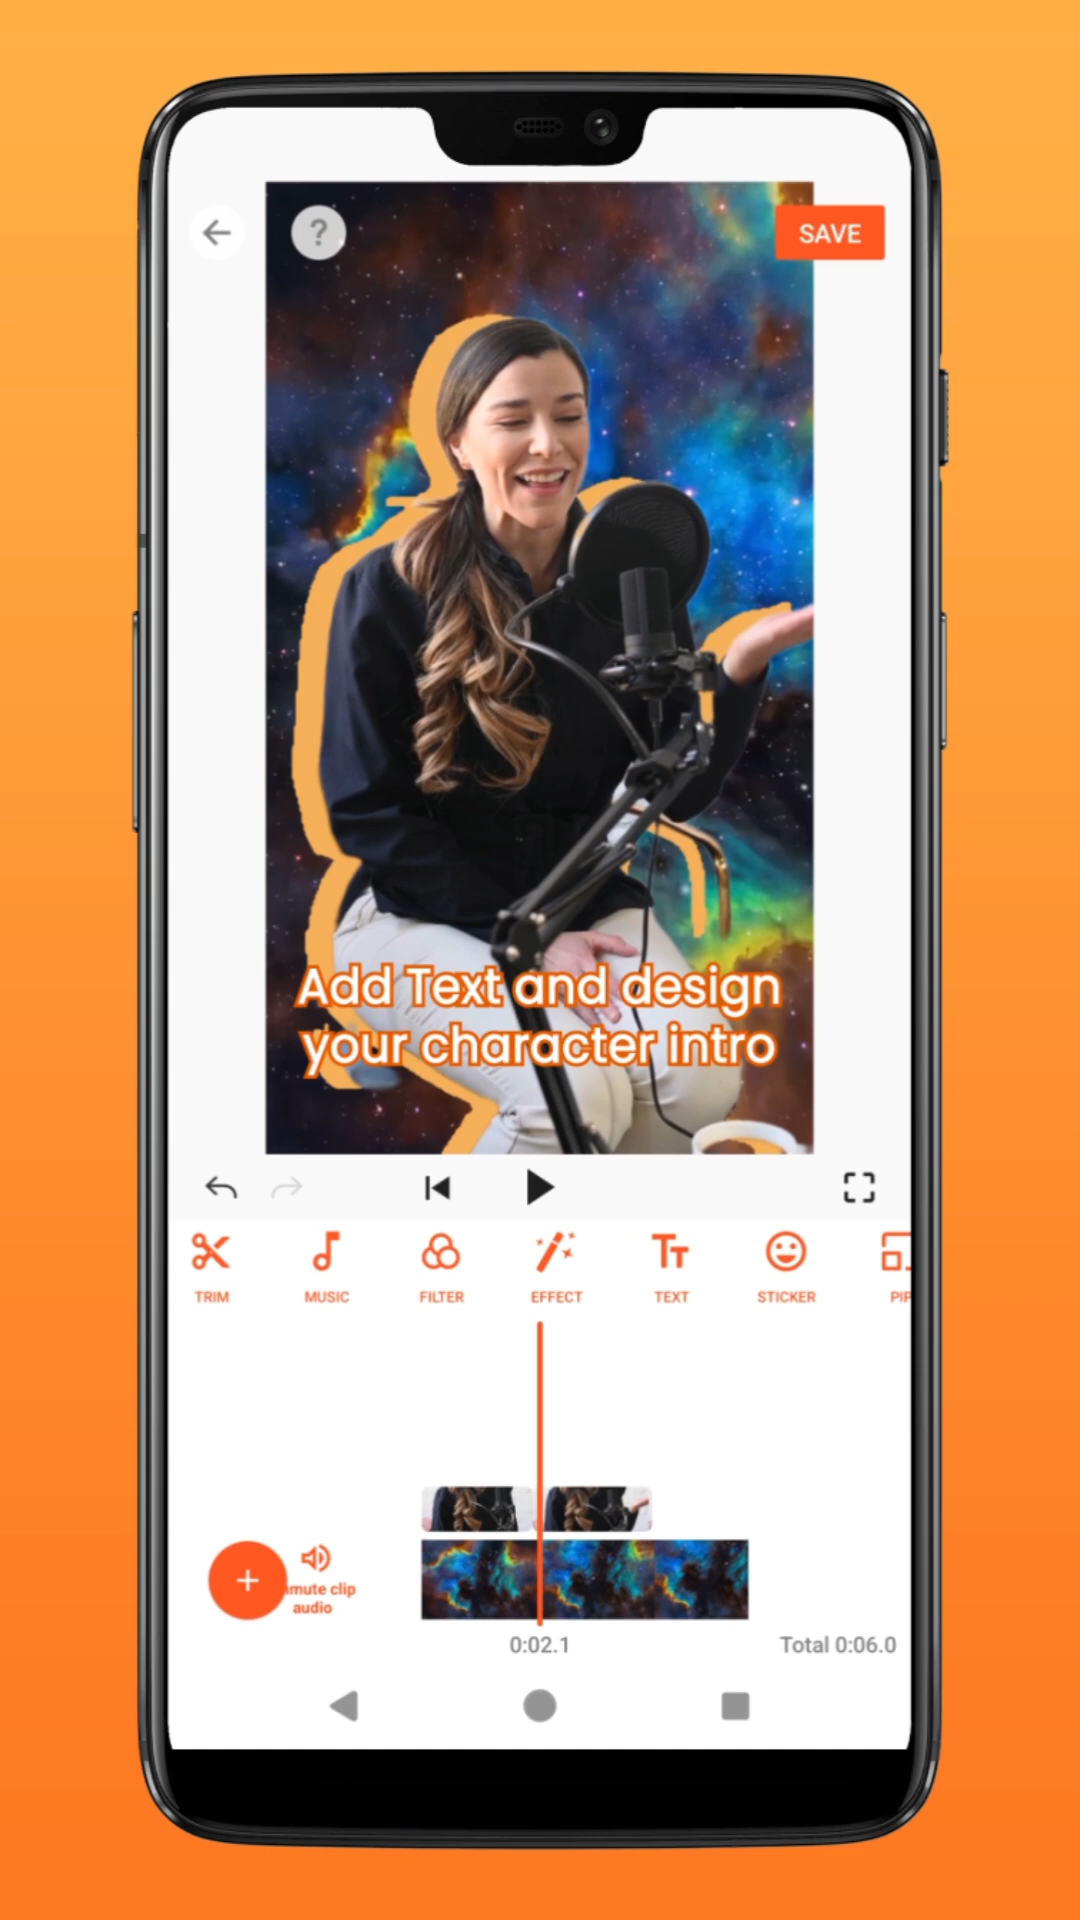 ?
SAVE
Add Text and design
your character intro
TRIM
MUSIC
FILTER
EFFECT
TEXT
STICKER
PIP
+
mute clip
audio
0:02.1
Total 0:06.0